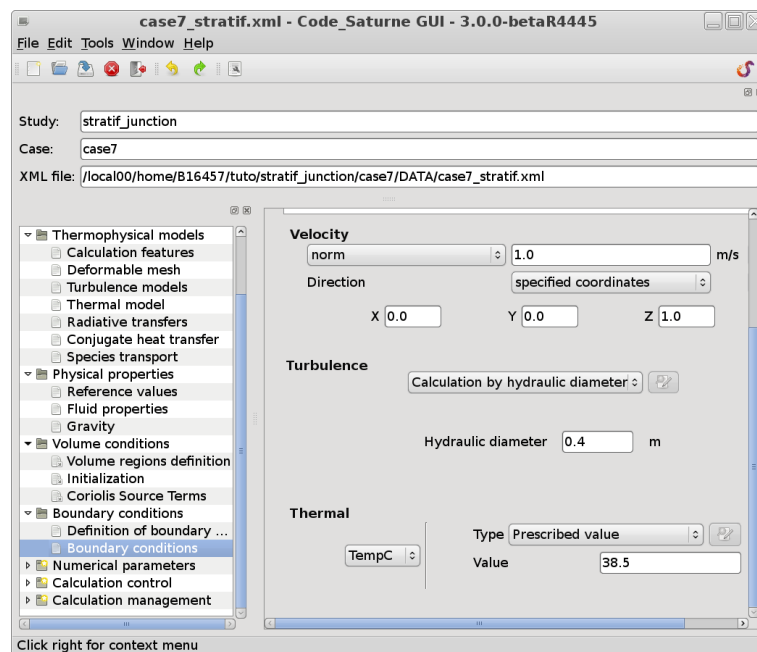 case7_stratif.xml - Code_Saturne GUI - 3.0.0-betaR4445
File Edit Tools Window Help
Study: stratif_junction
Case: case7
XML file: /local00/home/B16457/tuto/stratif_junction/case7/DATA/case7_stratif.xml
Thermophysical models
Calculation features
Deformable mesh
Turbulence models
Thermal model
Radiative transfers
Conjugate heat transfer
Species transport
Physical properties
Reference values
Fluid properties
Gravity
Volume conditions
Volume regions definition
Initialization
Coriolis Source Terms
Boundary conditions
Definition of boundary ...
Boundary conditions
Numerical parameters
Calculation control
Calculation management
Velocity
norm 1.0 m/s
Direction specified coordinates
X 0.0 Y 0.0 Z 1.0
Turbulence
Calculation by hydraulic diameter
Hydraulic diameter 0.4 m
Thermal
Type Prescribed value
TempC
Value 38.5
Click right for context menu